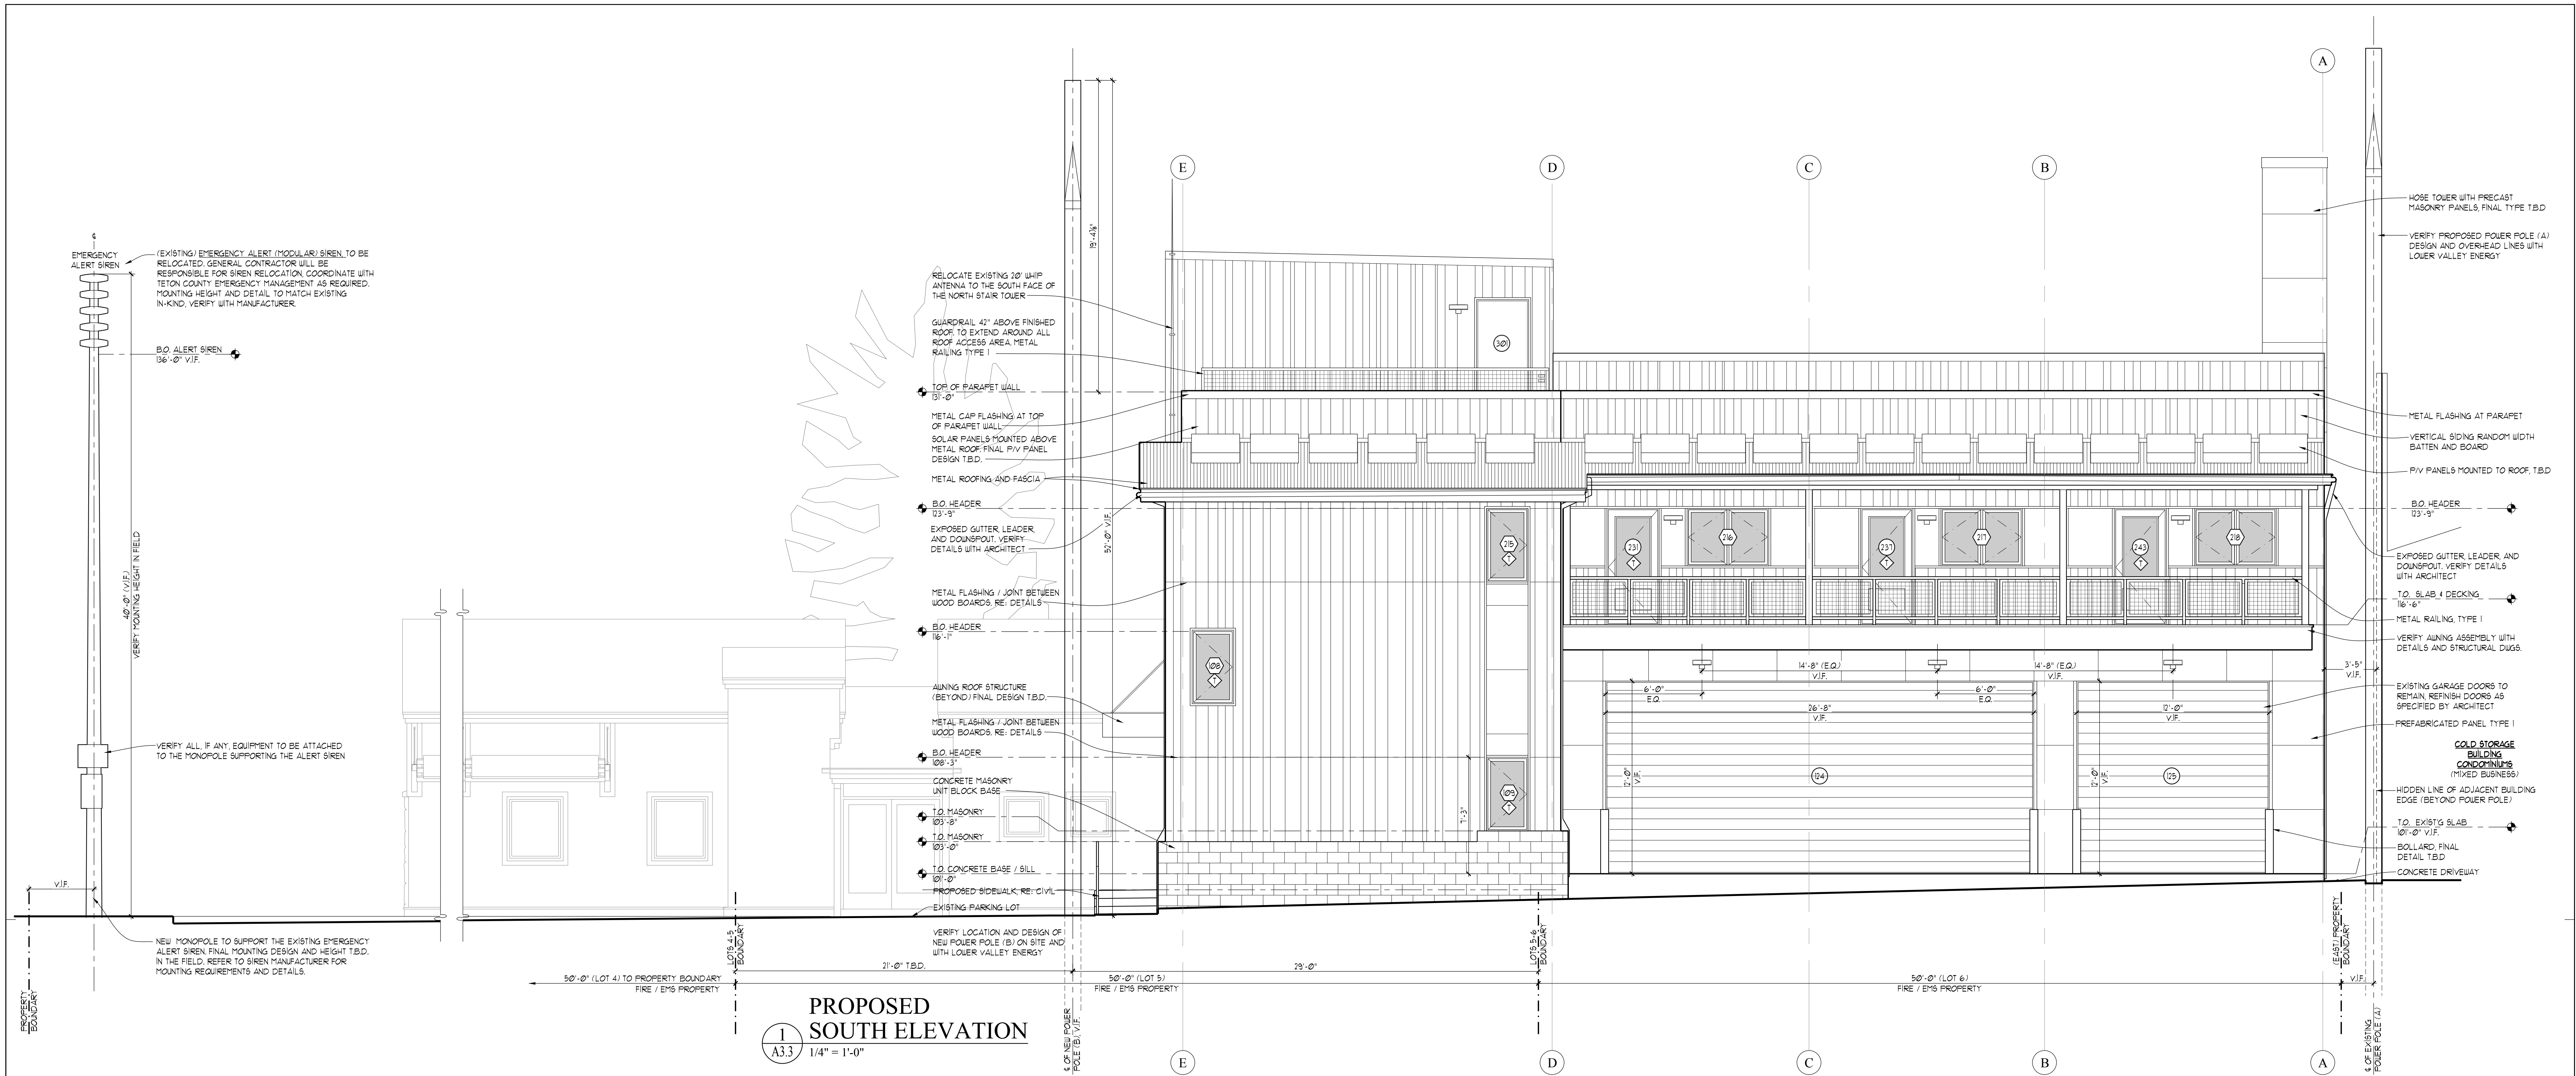 EMERGENCY
ALERT SIREN
(EXISTING) EMERGENCY ALERT (MODULAR) SIREN, TO BE
RELOCATED. GENERAL CONTRACTOR WILL BE
RESPONSIBLE FOR SIREN RELOCATION, COORDINATE WITH
TETON COUNTY EMERGENCY MANAGEMENT AS REQUIRED.
MOUNTING HEIGHT AND DETAIL TO MATCH EXISTING
IN-KIND, VERIFY WITH MANUFACTURER.
B.O. ALERT SIREN
136'-0" V.I.F.
40'-0" (V.I.F.)
VERIFY MOUNTING HEIGHT IN FIELD
VERIFY ALL, IF ANY, EQUIPMENT TO BE ATTACHED
TO THE MONOPOLE SUPPORTING THE ALERT SIREN
V.I.F.
NEW MONOPOLE TO SUPPORT THE EXISTING EMERGENCY
ALERT SIREN, FINAL MOUNTING DESIGN AND HEIGHT T.B.D.
IN THE FIELD. REFER TO SIREN MANUFACTURER FOR
MOUNTING REQUIREMENTS AND DETAILS.
PROPERTY
BOUNDARY
RELOCATE EXISTING 20' WHIP
ANTENNA TO THE SOUTH FACE OF
THE NORTH STAIR TOWER
GUARDRAIL 42" ABOVE FINISHED
ROOF, TO EXTEND AROUND ALL
ROOF ACCESS AREA, METAL
RAILING TYPE 1
TOP OF PARAPET WALL
131'-0"
METAL CAP FLASHING AT TOP
OF PARAPET WALL
SOLAR PANELS MOUNTED ABOVE
METAL ROOF, FINAL P/V PANEL
DESIGN T.B.D.
METAL ROOFING AND FASCIA
B.O. HEADER
123'-9"
EXPOSED GUTTER, LEADER,
AND DOWNSPOUT, VERIFY
DETAILS WITH ARCHITECT
METAL FLASHING / JOINT BETWEEN
WOOD BOARDS. RE: DETAILS
B.O. HEADER
116'-1"
AWNING ROOF STRUCTURE
(BEYOND) FINAL DESIGN T.B.D.
METAL FLASHING / JOINT BETWEEN
WOOD BOARDS. RE: DETAILS
B.O. HEADER
108'-3"
CONCRETE MASONRY
UNIT BLOCK BASE
T.O. MASONRY
103'-8"
T.O. MASONRY
103'-0"
T.O. CONCRETE BASE / SILL
101'-0"
PROPOSED SIDEWALK, RE: CIVIL
EXISTING PARKING LOT
VERIFY LOCATION AND DESIGN OF
NEW POWER POLE (B) ON SITE AND
WITH LOWER VALLEY ENERGY
19'-4⅞"
52'-0" V.I.F.
E
D
C
B
A
301
215
T
108
T
109
T
7'-3"
231
T
216
237
T
217
243
T
218
14'-8" (E.Q.)
V.I.F.
14'-8" (E.Q.)
V.I.F.
6'-0"
E.Q.
6'-0"
E.Q.
26'-8"
V.I.F.
12'-0"
V.I.F.
12'-0"
V.I.F.
12'-0"
V.I.F.
124
125
3'-5"
V.I.F.
HOSE TOWER WITH PRECAST
MASONRY PANELS, FINAL TYPE T.B.D
VERIFY PROPOSED POWER POLE (A)
DESIGN AND OVERHEAD LINES WITH
LOWER VALLEY ENERGY
METAL FLASHING AT PARAPET
VERTICAL SIDING RANDOM WIDTH
BATTEN AND BOARD
P/V PANELS MOUNTED TO ROOF, T.B.D
B.O. HEADER
123'-9"
EXPOSED GUTTER, LEADER, AND
DOWNSPOUT. VERIFY DETAILS
WITH ARCHITECT
T.O. SLAB & DECKING
116'-6"
METAL RAILING, TYPE 1
VERIFY AWNING ASSEMBLY WITH
DETAILS AND STRUCTURAL DWGS.
EXISTING GARAGE DOORS TO
REMAIN, REFINISH DOORS AS
SPECIFIED BY ARCHITECT
PREFABRICATED PANEL TYPE 1
COLD STORAGE
BUILDING
CONDOMINIUMS
(MIXED BUSINESS)
HIDDEN LINE OF ADJACENT BUILDING
EDGE (BEYOND POWER POLE)
T.O. EXIST'G SLAB
101'-0" V.I.F.
BOLLARD, FINAL
DETAIL T.B.D
CONCRETE DRIVEWAY
LOTS 4-5
BOUNDARY
LOTS 5-6
BOUNDARY
(EAST) PROPERTY
BOUNDARY
21'-0" T.B.D.
29'-0"
50'-0" (LOT 4) TO PROPERTY BOUNDARY
FIRE / EMS PROPERTY
50'-0" (LOT 5)
FIRE / EMS PROPERTY
50'-0" (LOT 6)
FIRE / EMS PROPERTY
V.I.F.
℄ OF NEW POWER
POLE (B), V.I.F.
℄ OF EXISTING
POWER POLE (A)
1
A3.3
PROPOSED
SOUTH ELEVATION
1/4" = 1'-0"
E
D
C
B
A